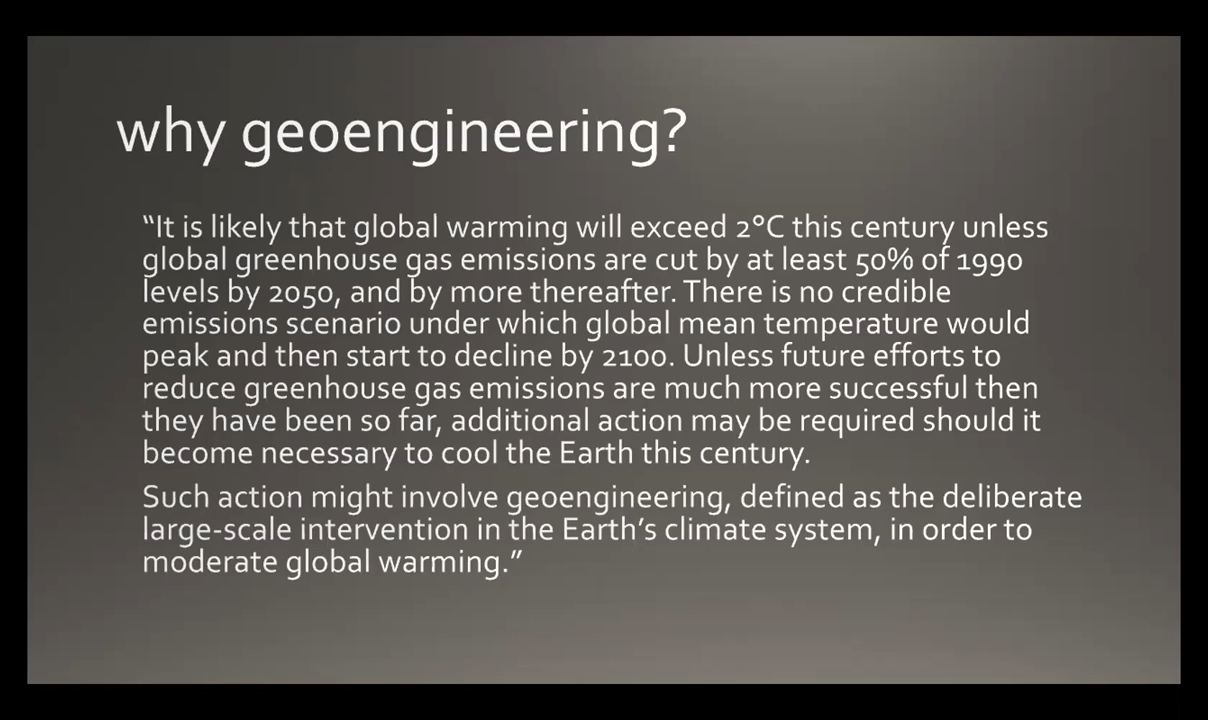 why geoengineering?
“It is likely that global warming will exceed 2°C this century unless
global greenhouse gas emissions are cut by at least 50% of 1990
levels by 2050, and by more thereafter. There is no credible
emissions scenario under which global mean temperature would
peak and then start to decline by 2100. Unless future efforts to
reduce greenhouse gas emissions are much more successful then
they have been so far, additional action may be required should it
become necessary to cool the Earth this century.
Such action might involve geoengineering, defined as the deliberate
large-scale intervention in the Earth’s climate system, in order to
moderate global warming.”